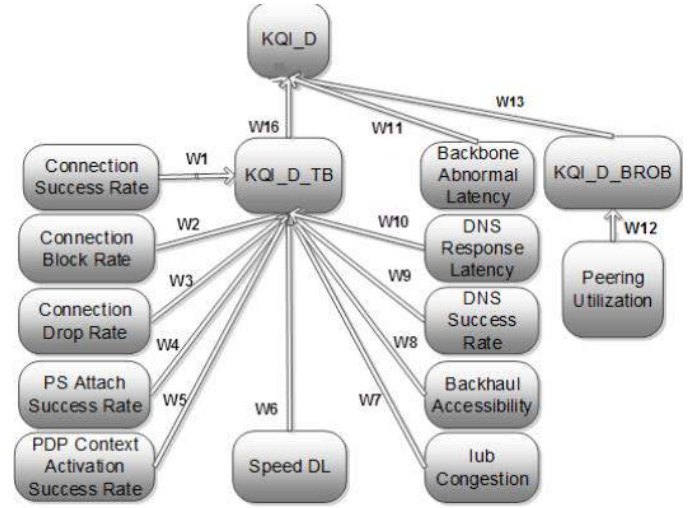 KQI_D
W13
W16
W11
Connection
Success Rate
W1
KQI_D_TB
Backbone
Abnormal
Latency
KQI_D_BROB
Connection
Block Rate
W2
W10
DNS
Response
Latency
W12
Peering
Utilization
Connection
Drop Rate
W3
W9
DNS
Success
Rate
W4
W8
PS Attach
Success Rate
W5
W6
W7
Backhaul
Accessibility
PDP Context
Activation
Success Rate
Speed DL
Iub
Congestion